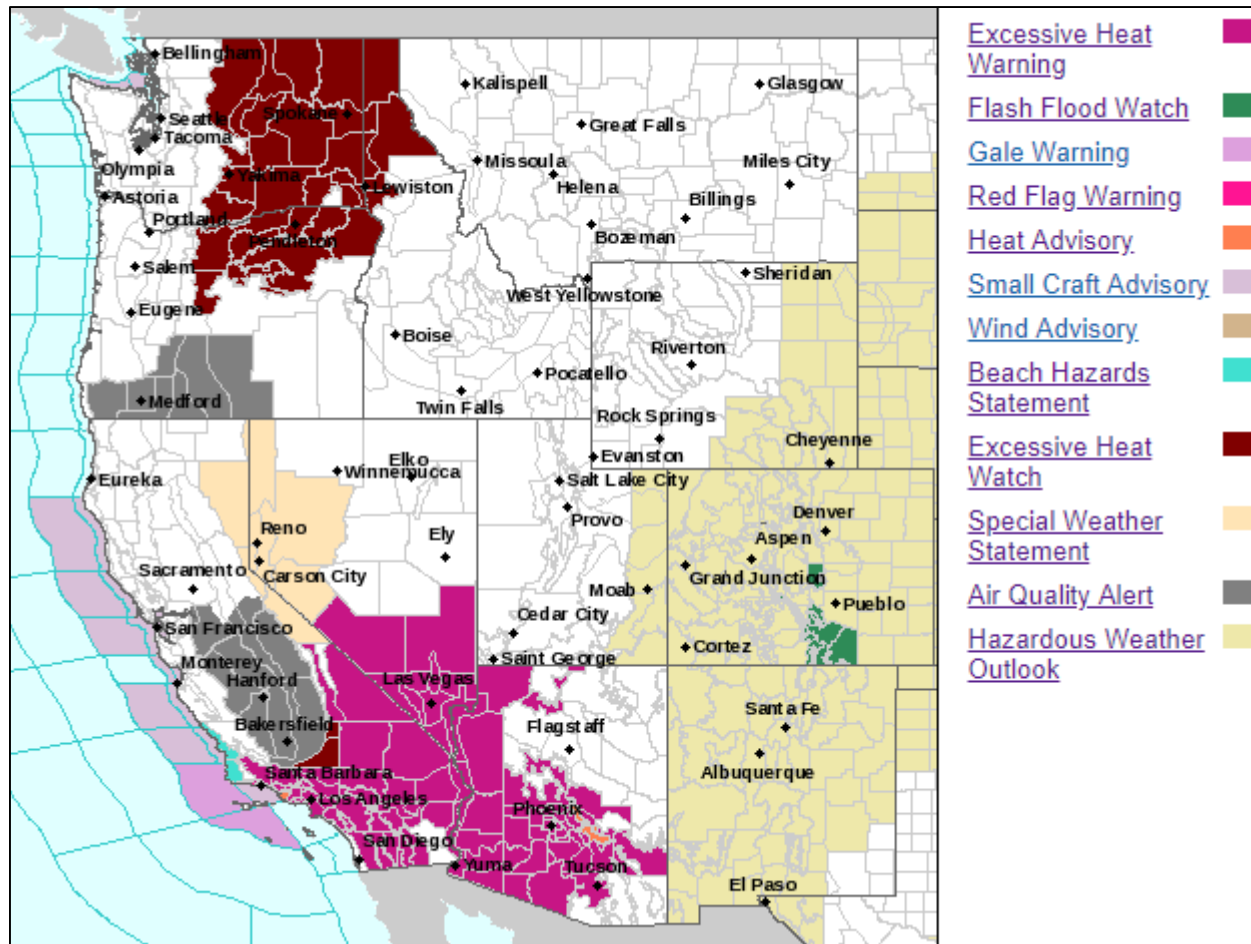 Bellingham
Kalispell
Glasgow
Spokane
Seattle
Great Falls
Tacoma
Olympia
Missoula
Miles City
Yakima
Lewiston
Helena
Astoria
Billings
Portland
Pendleton
Bozeman
Salem
Sheridan
West Yellowstone
Eugene
Boise
Riverton
Pocatello
Medford
Twin Falls
Rock Springs
Cheyenne
Elko
Evanston
Winnemucca
Eureka
Salt Lake City
Provo
Denver
Reno
Ely
Aspen
Sacramento
Carson City
Grand Junction
Moab
Pueblo
Cedar City
San Francisco
Cortez
Saint George
Monterey
Hanford
Las Vegas
Santa Fe
Bakersfield
Flagstaff
Albuquerque
Santa Barbara
Los Angeles
Phoenix
San Diego
Yuma
Tucson
El Paso
Excessive Heat
Warning
Flash Flood Watch
Gale Warning
Red Flag Warning
Heat Advisory
Small Craft Advisory
Wind Advisory
Beach Hazards
Statement
Excessive Heat
Watch
Special Weather
Statement
Air Quality Alert
Hazardous Weather
Outlook